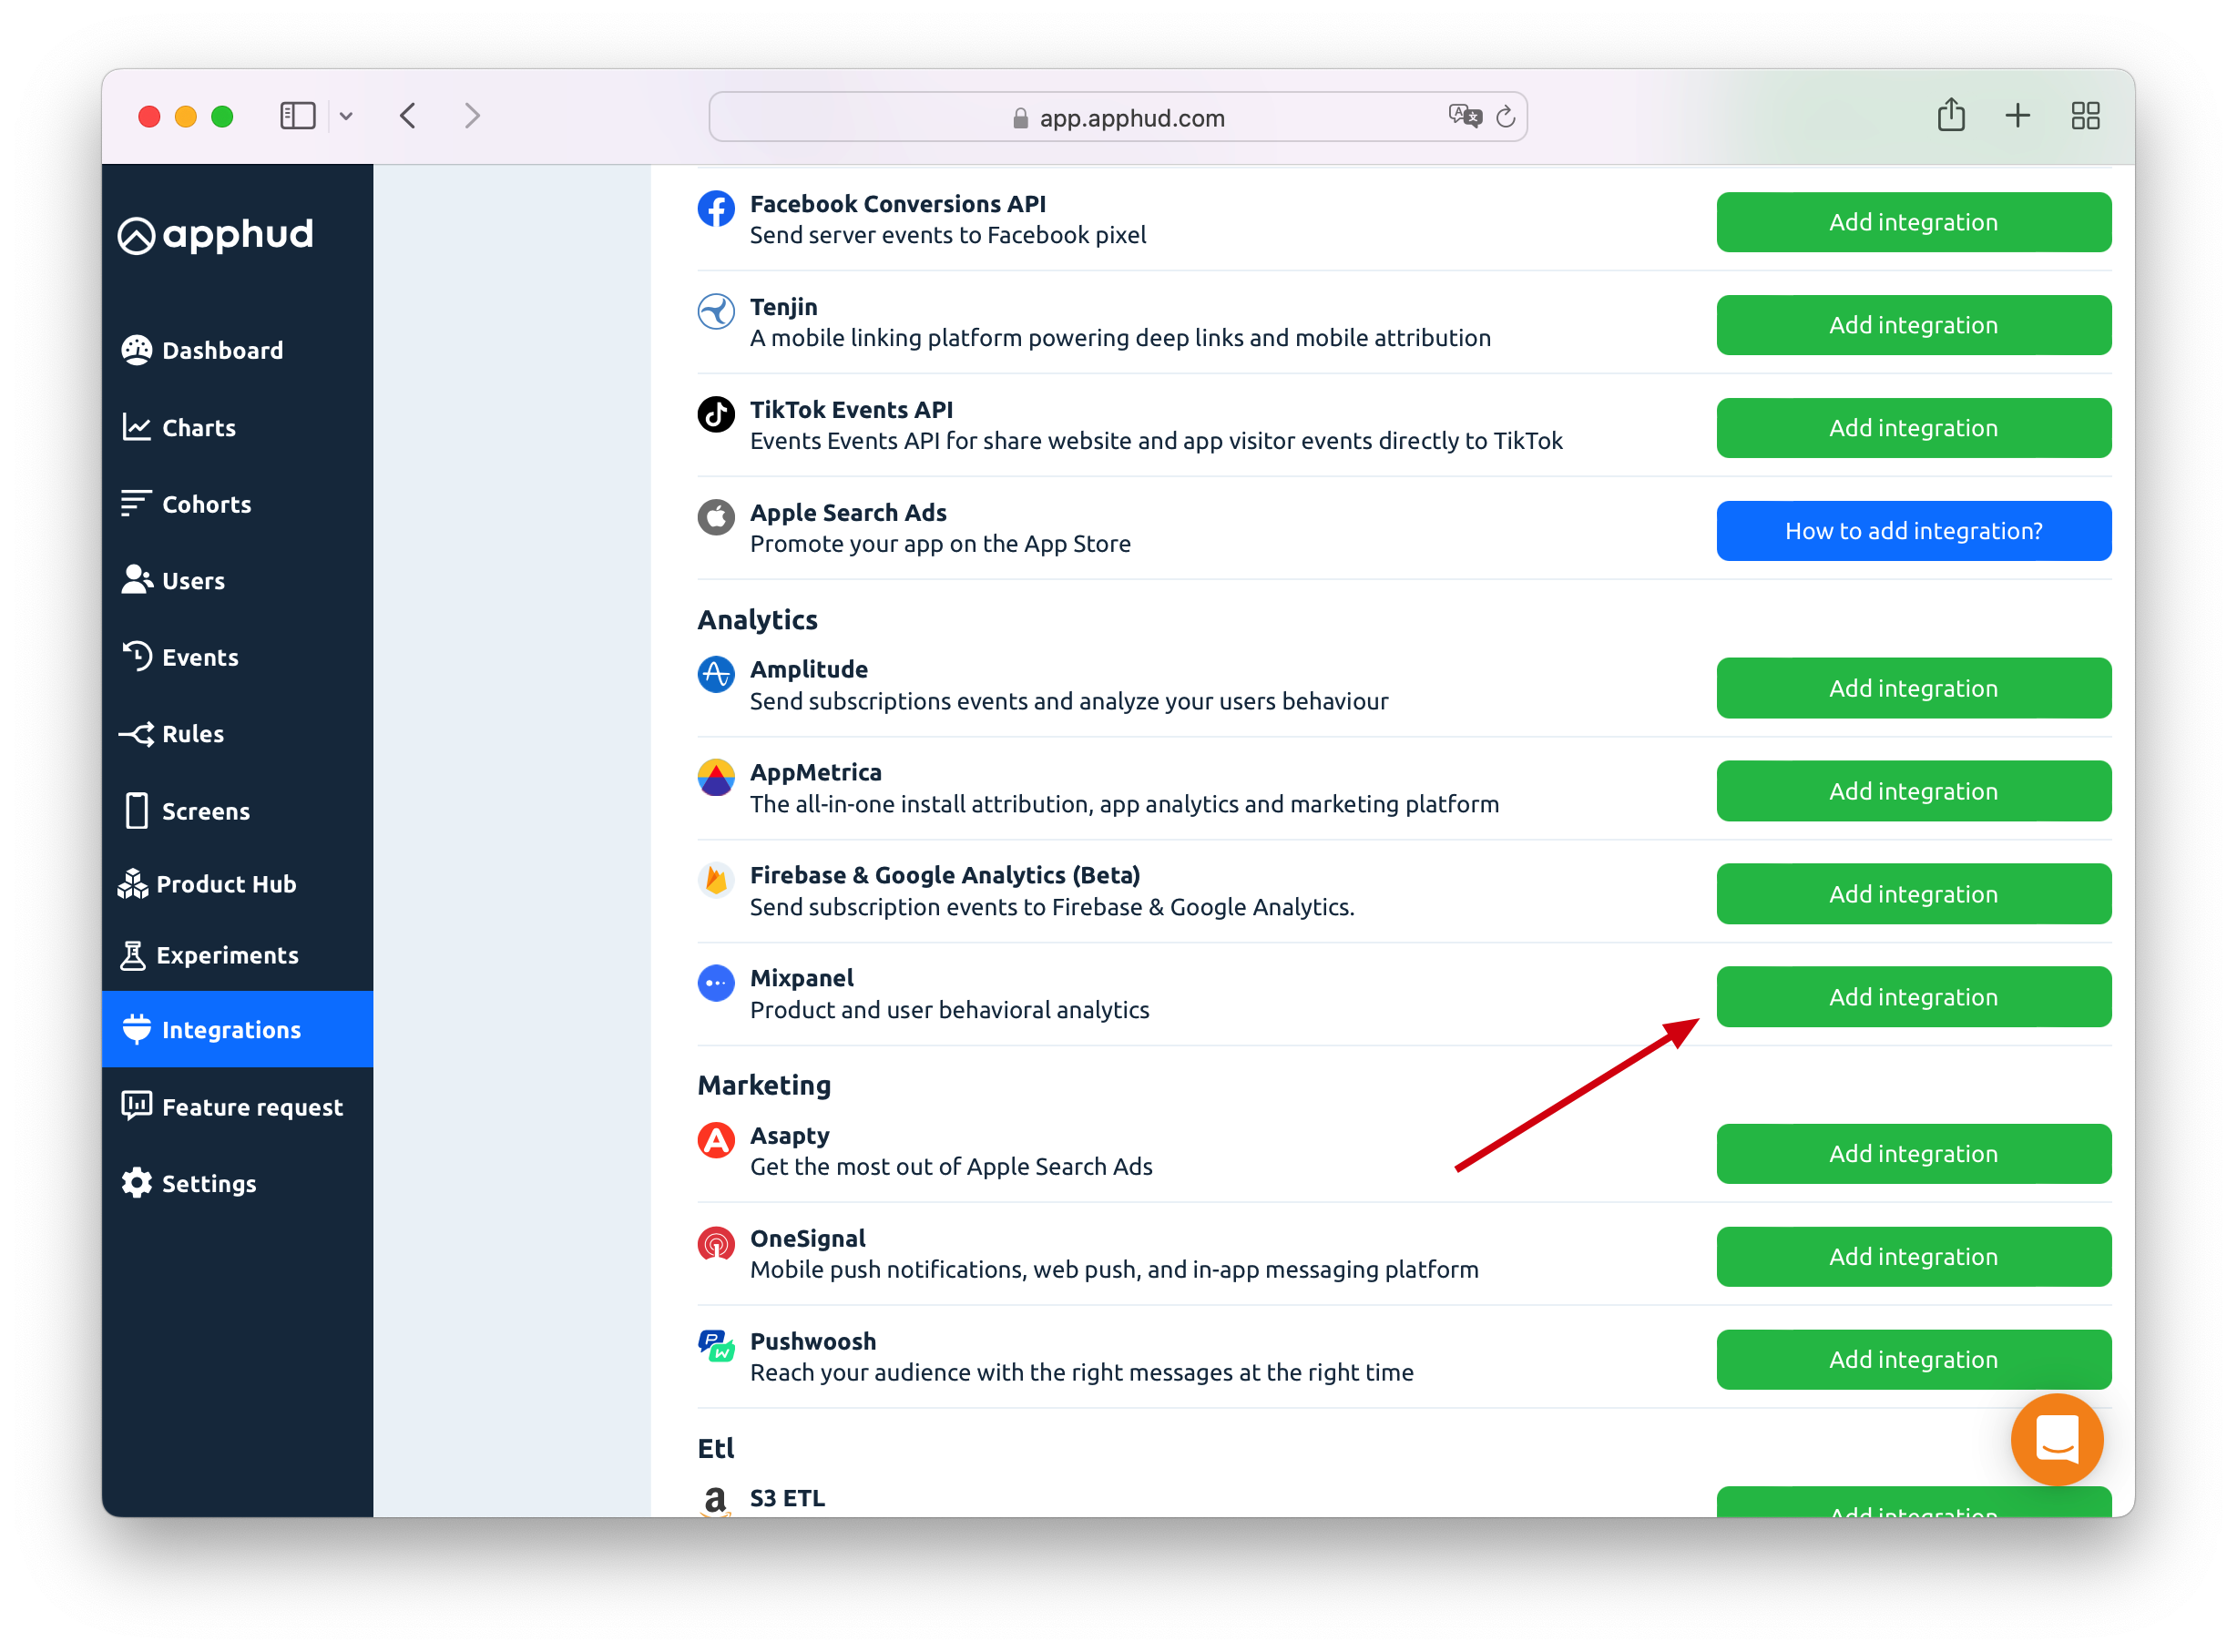 app.apphud.com
apphud
Dashboard
Charts
Cohorts
Users
Events
Rules
Screens
Product Hub
Experiments
Integrations
Feature request
Settings
Facebook Conversions API
Send server events to Facebook pixel
Add integration
Tenjin
A mobile linking platform powering deep links and mobile attribution
Add integration
TikTok Events API
Events Events API for share website and app visitor events directly to TikTok
Add integration
Apple Search Ads
Promote your app on the App Store
How to add integration?
Analytics
Amplitude
Send subscriptions events and analyze your users behaviour
Add integration
AppMetrica
The all-in-one install attribution, app analytics and marketing platform
Add integration
Firebase & Google Analytics (Beta)
Send subscription events to Firebase & Google Analytics.
Add integration
Mixpanel
Product and user behavioral analytics
Add integration
Marketing
Asapty
Get the most out of Apple Search Ads
Add integration
OneSignal
Mobile push notifications, web push, and in-app messaging platform
Add integration
Pushwoosh
Reach your audience with the right messages at the right time
Add integration
Etl
S3 ETL
Add integration